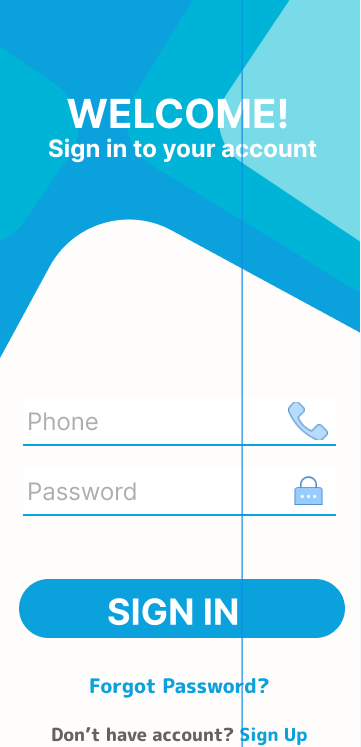 WELCOME!
Sign in to your account
Phone
Password
SIGN IN
Forgot Password?
Don't have account? Sign Up